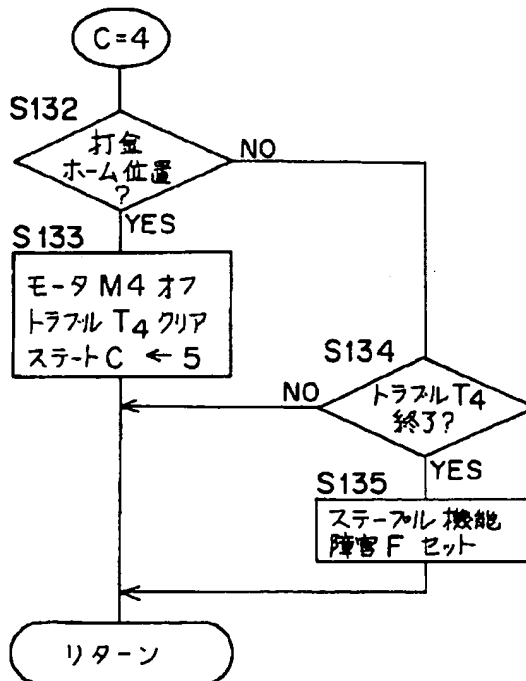 C=4
S132
打金
ホーム位置
?
NO
YES
S133
モータ M4 オフ
トラブル T4 クリア
ステート C ← 5
S134
トラブルT4
終了?
NO
YES
S135
ステープル 機能
障害 F セット
リターン